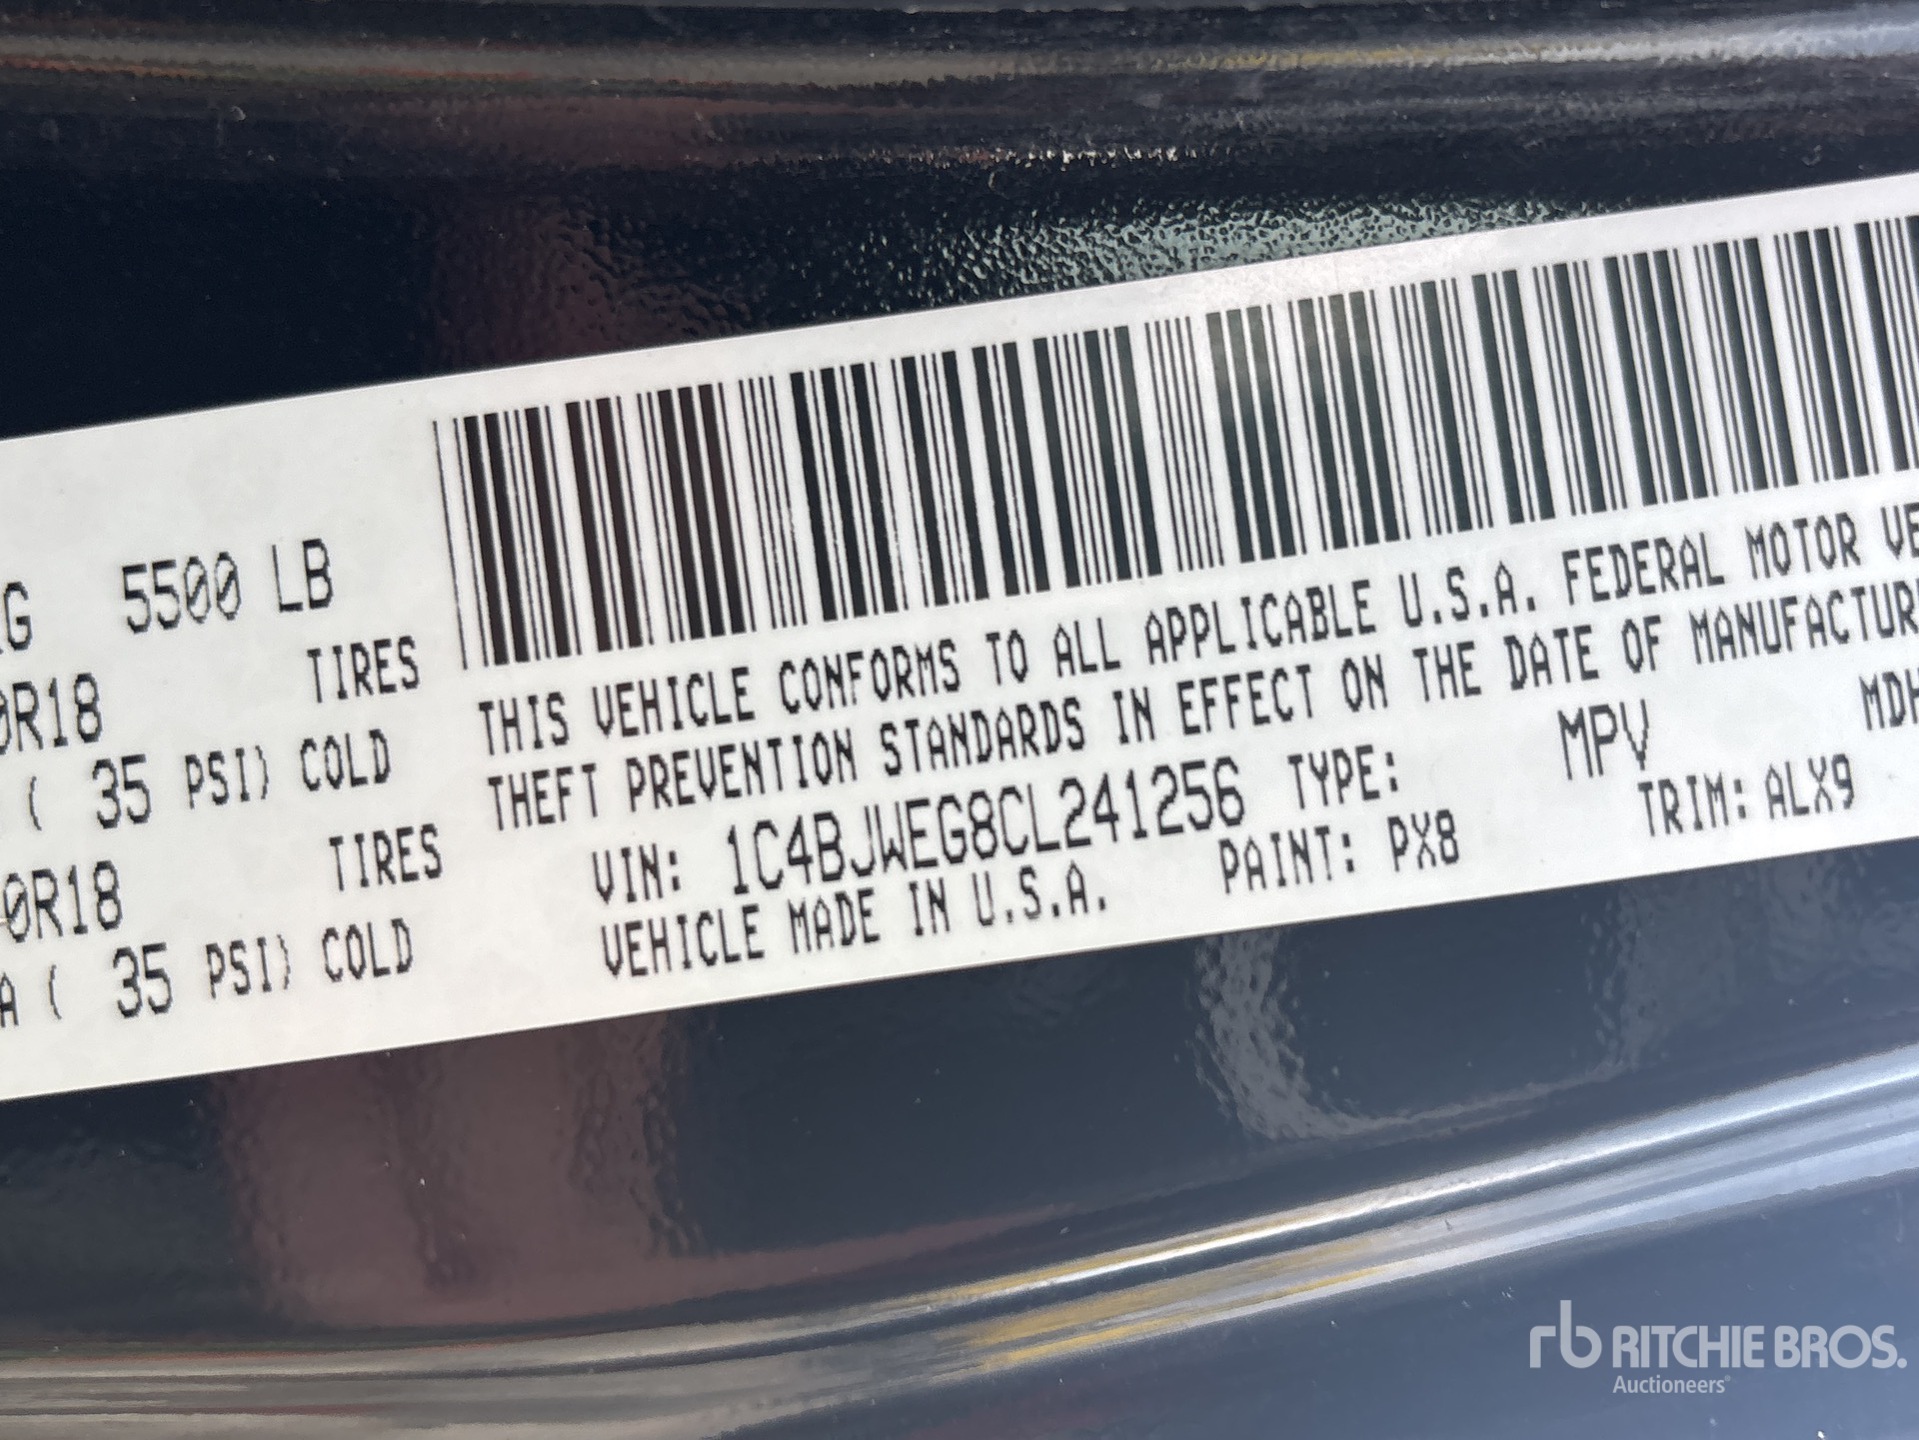 G 5500 LB
0R18 TIRES
( 35 PSI) COLD
0R18 TIRES
A ( 35 PSI) COLD
THIS VEHICLE CONFORMS TO ALL APPLICABLE U.S.A. FEDERAL MOTOR VE
THEFT PREVENTION STANDARDS IN EFFECT ON THE DATE OF MANUFACTUR
VIN: 1C4BJWEG8CL241256 TYPE: MPV MDH
VEHICLE MADE IN U.S.A. PAINT: PX8 TRIM: ALX9
rb RITCHIE BROS.
Auctioneers